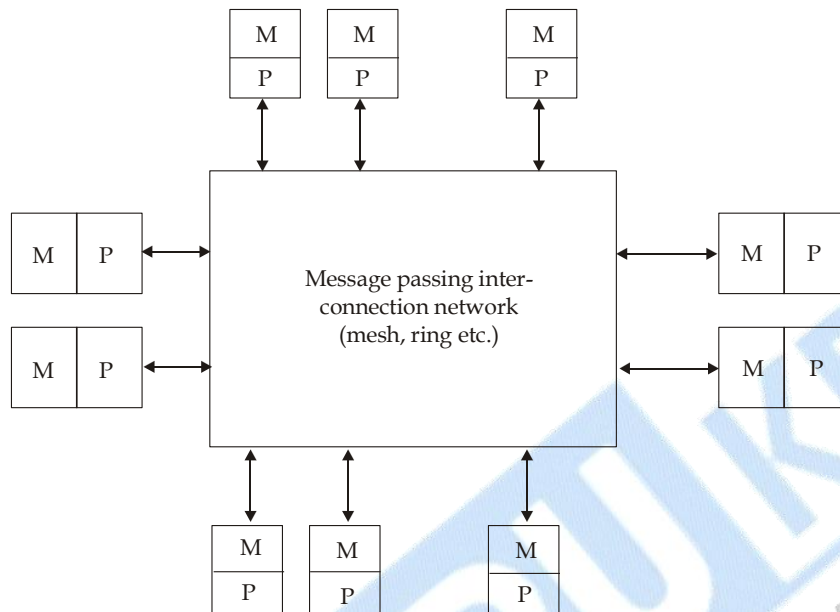 M M M
P P P
M P
M P
Message passing inter-
connection network
(mesh, ring etc.)
M P
M P
M M M
P P P